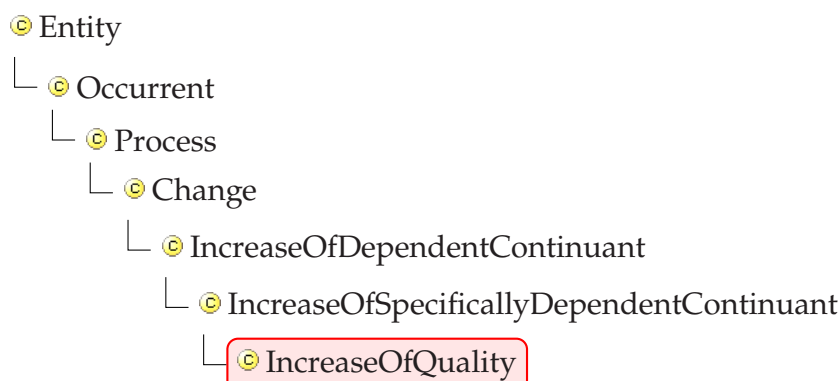 © Entity
© Occurrent
© Process
© Change
© IncreaseOfDependentContinuant
© IncreaseOfSpecificallyDependentContinuant
© IncreaseOfQuality